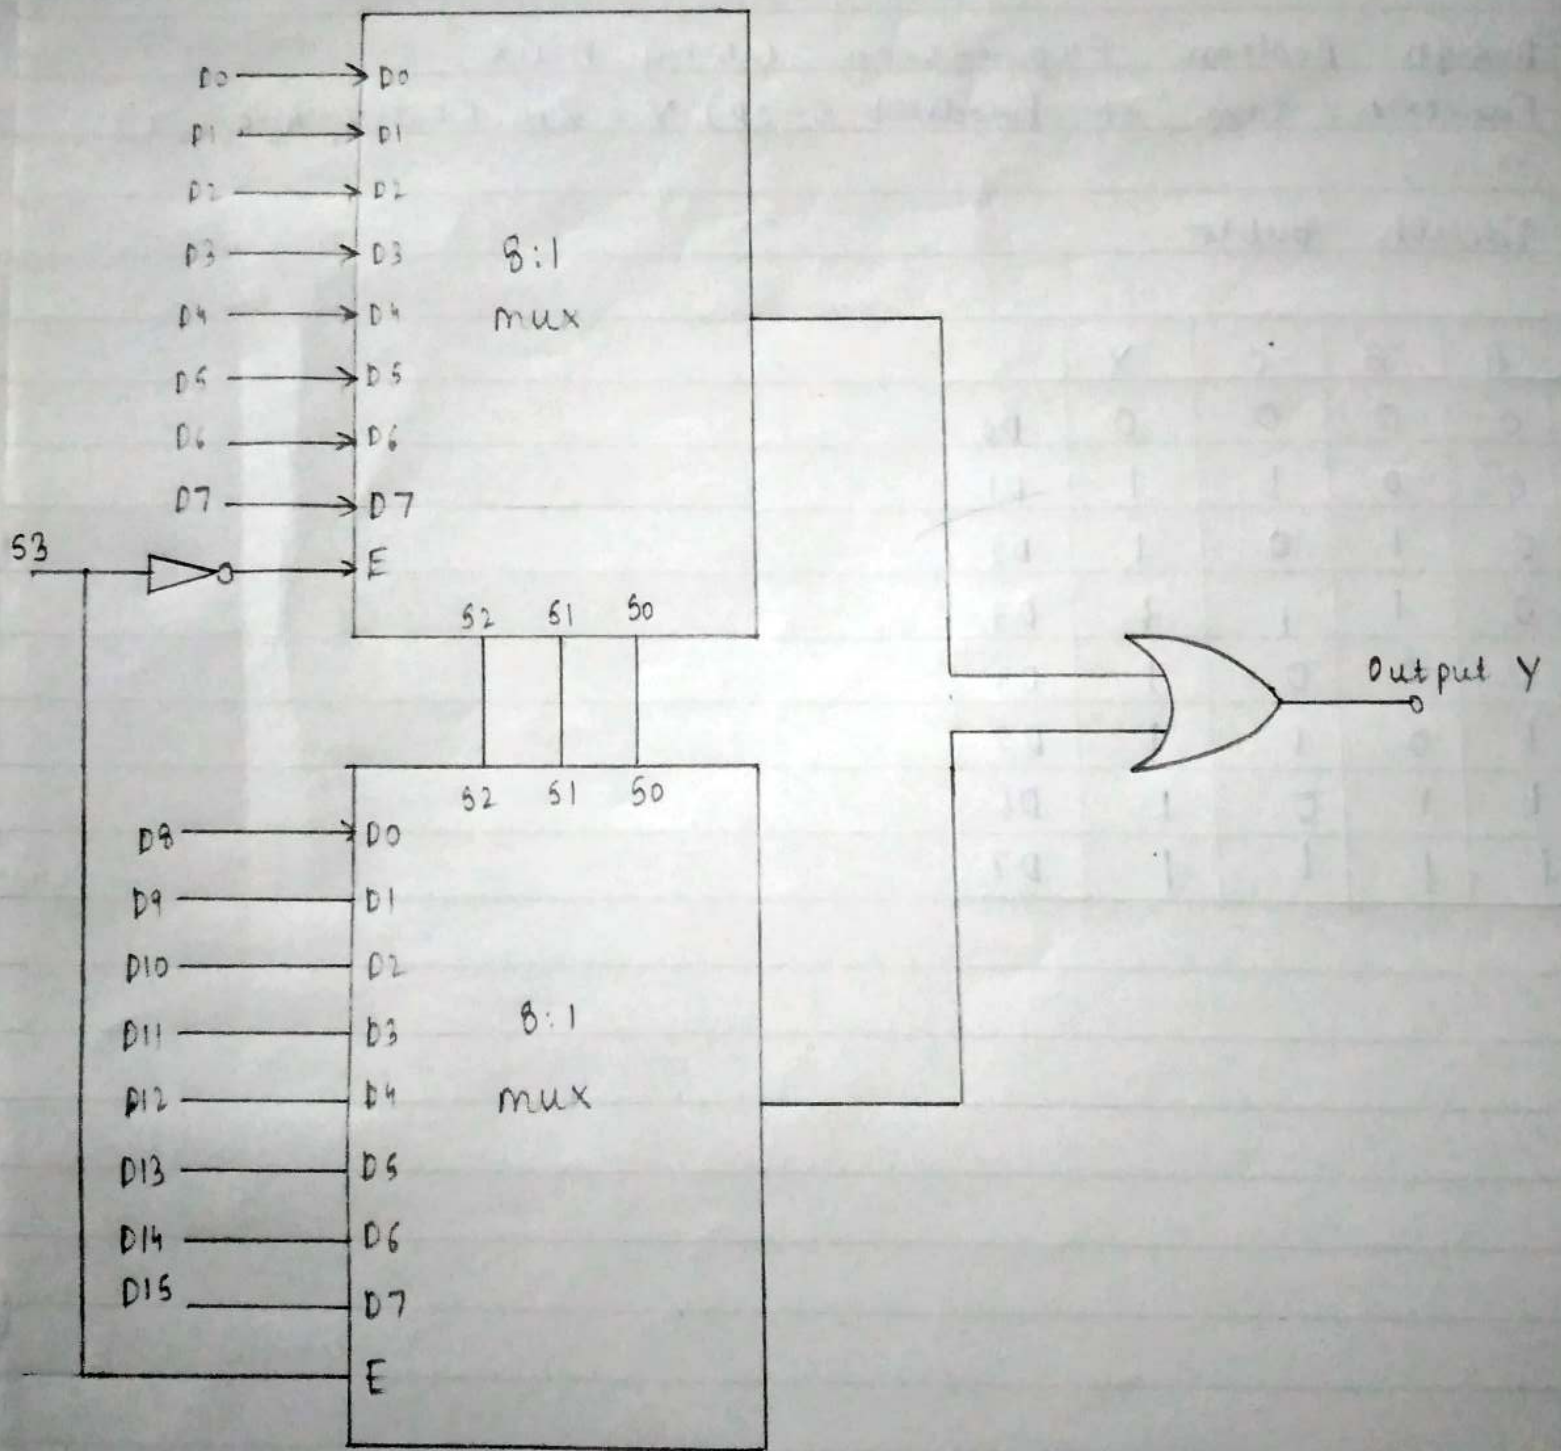 D0 D0
D1 D1
D2 D2
D3 D3
8:1
D4 D4
mux
D5 D5
D6 D6
D7 D7
S3
E
S2 S1 S0
Output Y
S2 S1 S0
D8 D0
D9 D1
D10 D2
D11 D3
8:1
D12 D4
mux
D13 D5
D14 D6
D15 D7
E